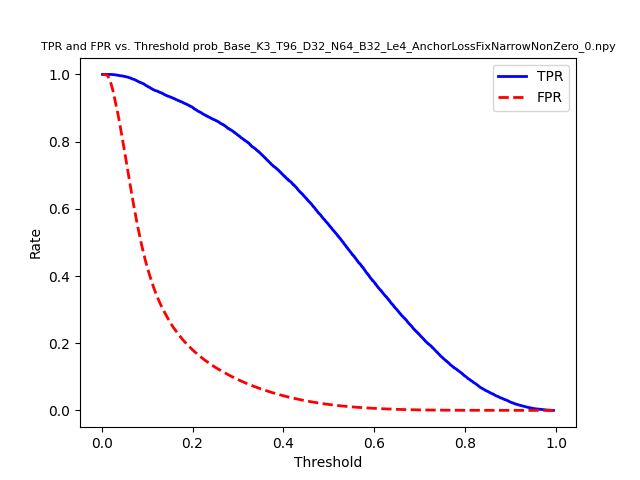 TPR and FPR vs. Threshold prob_Base_K3_T96_D32_N64_B32_Le4_AnchorLossFixNarrowNonZero_0.npy
TPR
FPR
1.0
0.8
0.6
0.4
0.2
0.0
Rate
0.0 0.2 0.4 0.6 0.8 1.0
Threshold